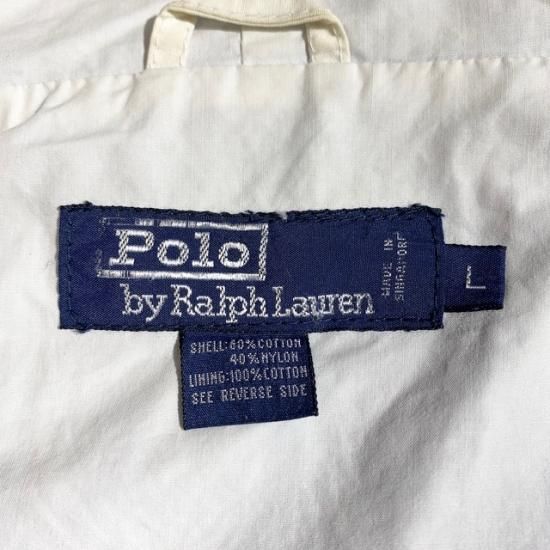 Polo
by Ralph Lauren
MADE IN
SINGAPORE
L
SHELL:60%COTTON
40%NYLON
LINING:100%COTTON
SEE REVERSE SIDE